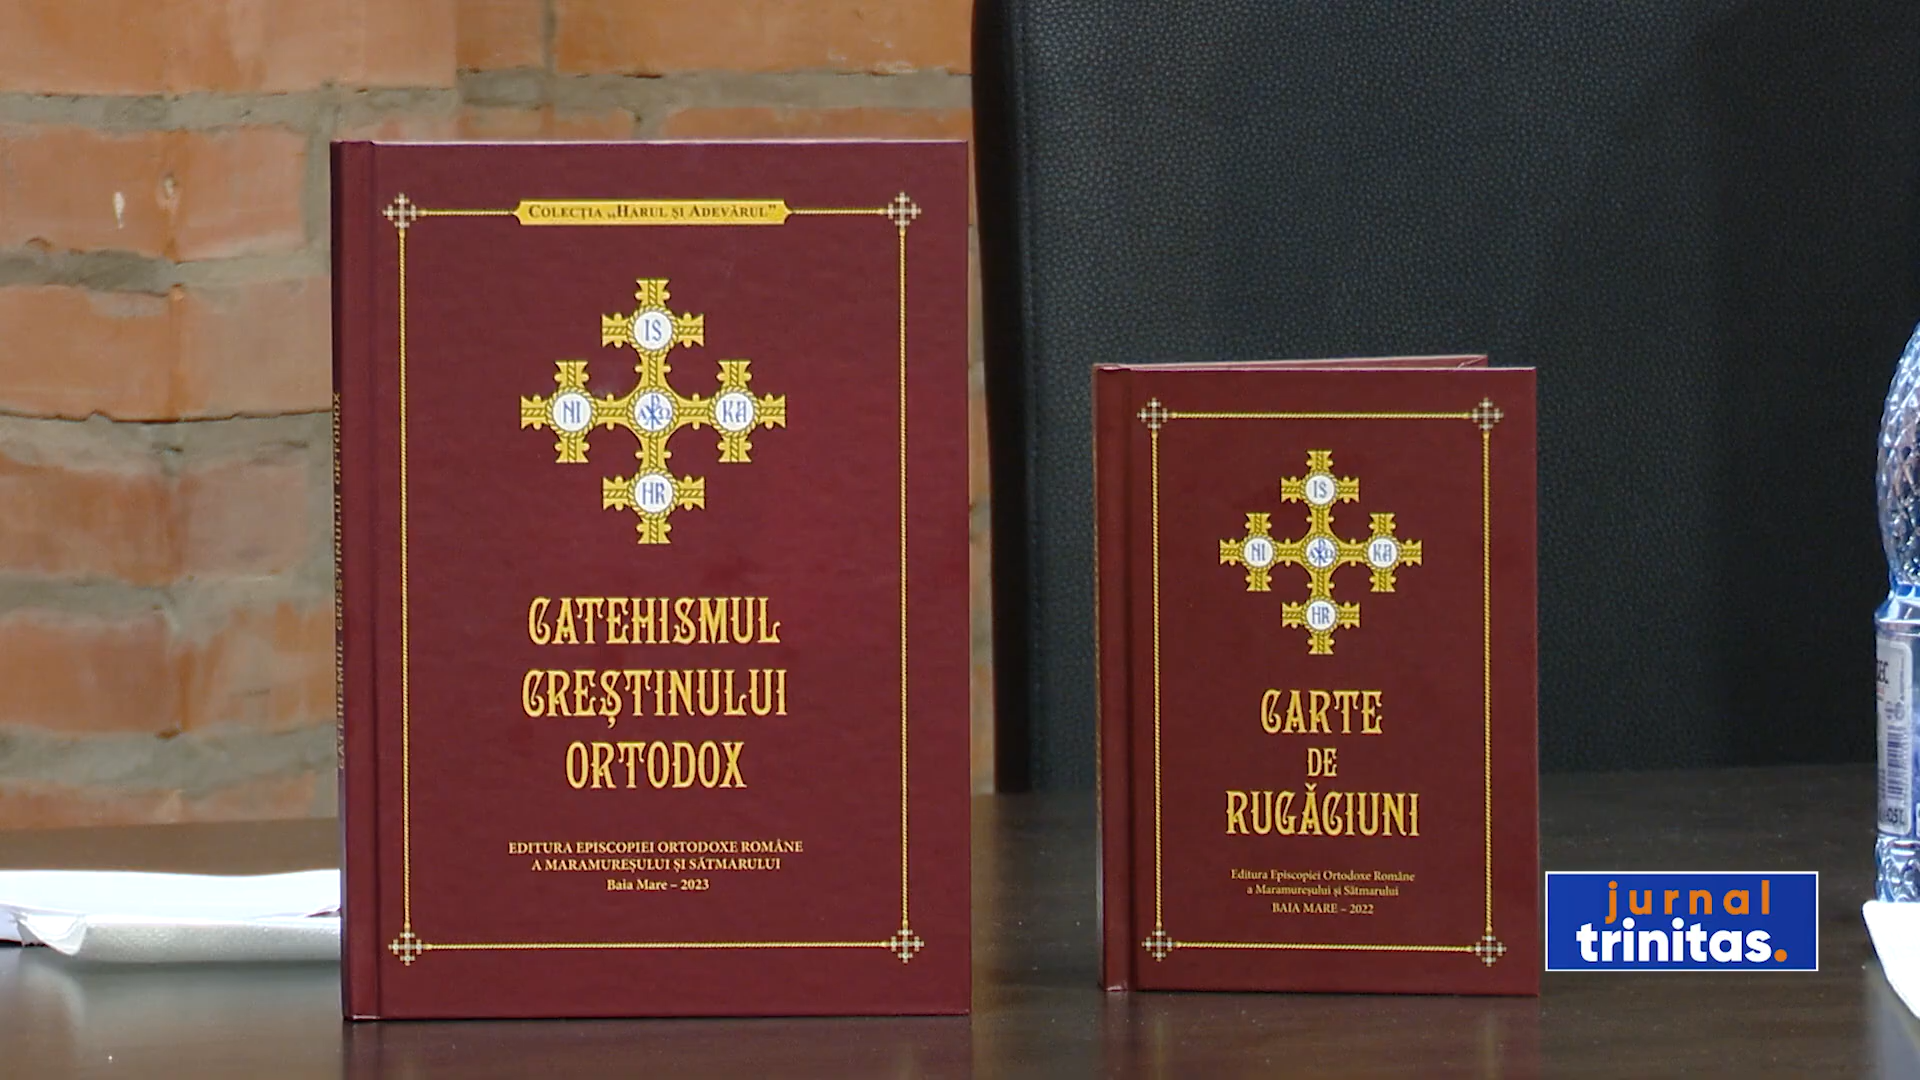 COLECȚIA „HARUL ȘI ADEVĂRUL”
IS
NI
ΑΩ
KA
HR
CATEHISMUL
CREȘTINULUI
ORTODOX
EDITURA EPISCOPIEI ORTODOXE ROMÂNE
A MARAMUREȘULUI ȘI SĂTMARULUI
Baia Mare – 2023
CATEHISMUL CREȘTINULUI ORTODOX
IS
NI
ΑΩ
KA
HR
CARTE
DE
RUGĂCIUNI
Editura Episcopiei Ortodoxe Române
a Maramureșului și Sătmarului
BAIA MARE – 2022
jurnal
trinitas.